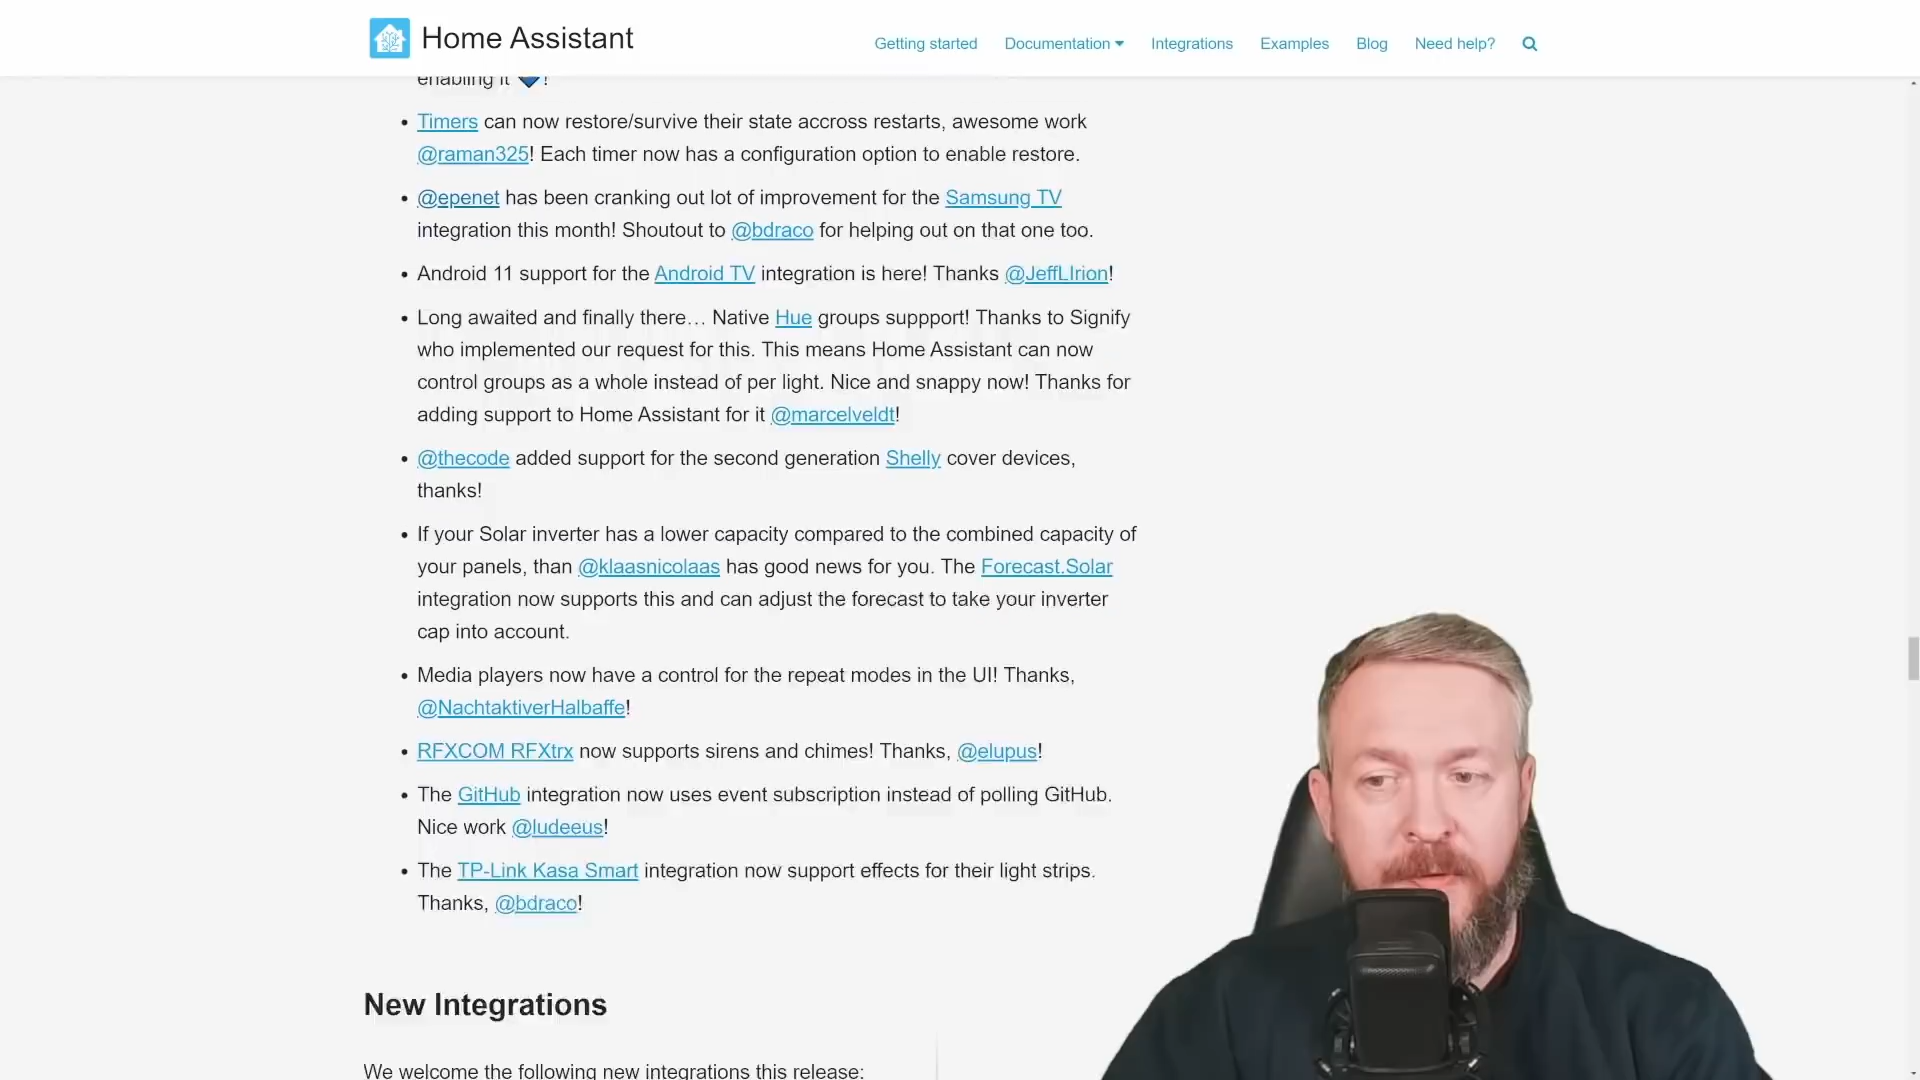 Home Assistant
Getting started Documentation Integrations Examples Blog Need help?
enabling it 💙!
Timers can now restore/survive their state accross restarts, awesome work
@raman325! Each timer now has a configuration option to enable restore.
@epenet has been cranking out lot of improvement for the Samsung TV
integration this month! Shoutout to @bdraco for helping out on that one too.
Android 11 support for the Android TV integration is here! Thanks @JeffLIrion!
Long awaited and finally there… Native Hue groups suppport! Thanks to Signify
who implemented our request for this. This means Home Assistant can now
control groups as a whole instead of per light. Nice and snappy now! Thanks for
adding support to Home Assistant for it @marcelveldt!
@thecode added support for the second generation Shelly cover devices,
thanks!
If your Solar inverter has a lower capacity compared to the combined capacity of
your panels, than @klaasnicolaas has good news for you. The Forecast.Solar
integration now supports this and can adjust the forecast to take your inverter
cap into account.
Media players now have a control for the repeat modes in the UI! Thanks,
@NachtaktiverHalbaffe!
RFXCOM RFXtrx now supports sirens and chimes! Thanks, @elupus!
The GitHub integration now uses event subscription instead of polling GitHub.
Nice work @ludeeus!
The TP-Link Kasa Smart integration now support effects for their light strips.
Thanks, @bdraco!
New Integrations
We welcome the following new integrations this release: